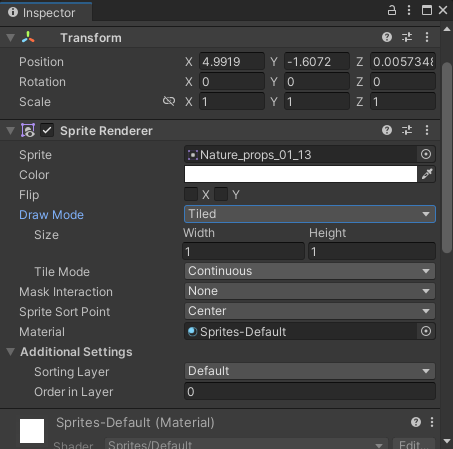 Inspector
Transform
Position X 4.9919 Y -1.6072 Z 0.0057348
Rotation X 0 Y 0 Z 0
Scale X 1 Y 1 Z 1
Sprite Renderer
Sprite Nature_props_01_13
Color
Flip X Y
Draw Mode Tiled
Size Width Height
1 1
Tile Mode Continuous
Mask Interaction None
Sprite Sort Point Center
Material Sprites-Default
Additional Settings
Sorting Layer Default
Order in Layer 0
Sprites-Default (Material)
Shader Sprites/Default Edit...